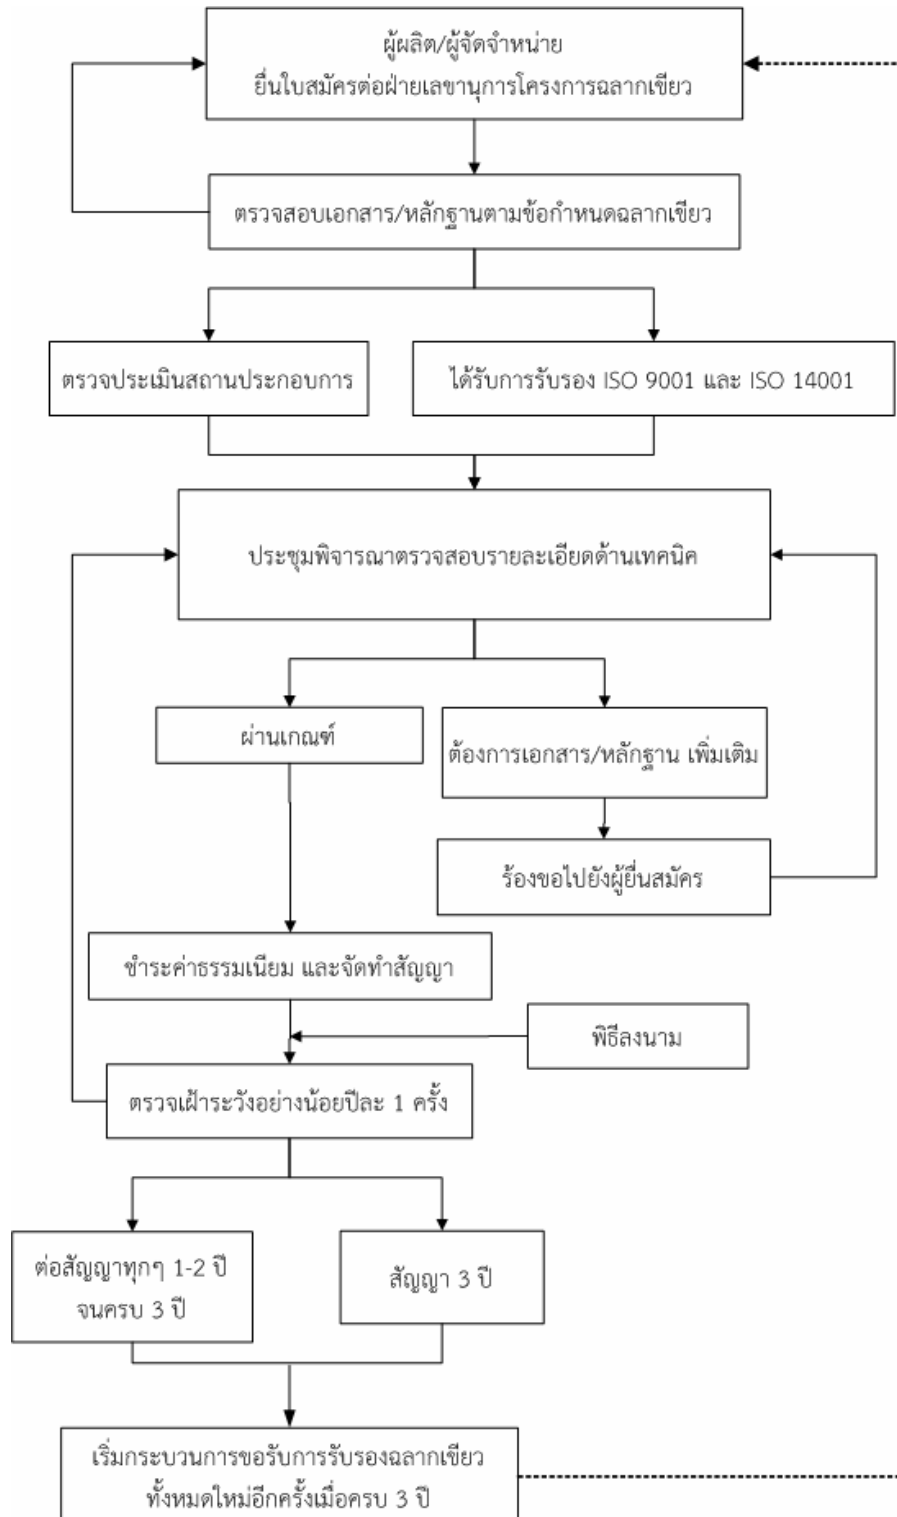 ผู้ผลิต/ผู้จัดจำหน่าย
ยื่นใบสมัครต่อฝ่ายเลขานุการโครงการฉลากเขียว
ตรวจสอบเอกสาร/หลักฐานตามข้อกำหนดฉลากเขียว
ตรวจประเมินสถานประกอบการ
ได้รับการรับรอง ISO 9001 และ ISO 14001
ประชุมพิจารณาตรวจสอบรายละเอียดด้านเทคนิค
ผ่านเกณฑ์
ต้องการเอกสาร/หลักฐาน เพิ่มเติม
ร้องขอไปยังผู้ยื่นสมัคร
ชำระค่าธรรมเนียม และจัดทำสัญญา
พิธีลงนาม
ตรวจเฝ้าระวังอย่างน้อยปีละ 1 ครั้ง
ต่อสัญญาทุกๆ 1-2 ปี
จนครบ 3 ปี
สัญญา 3 ปี
เริ่มกระบวนการขอรับการรับรองฉลากเขียว
ทั้งหมดใหม่อีกครั้งเมื่อครบ 3 ปี